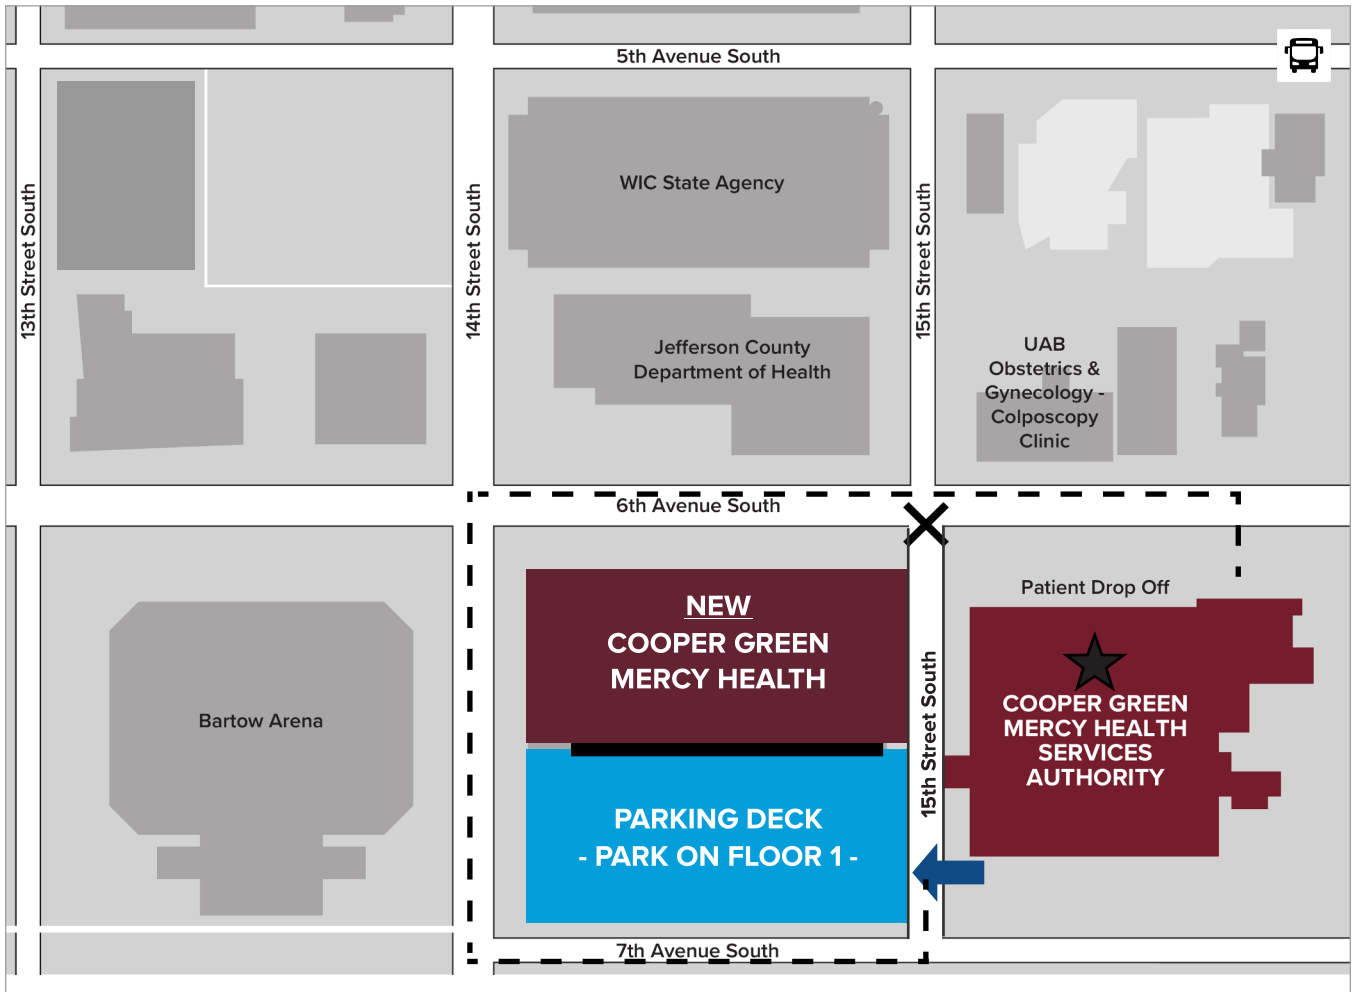 5th Avenue South
13th Street South
14th Street South
15th Street South
WIC State Agency
Jefferson County
Department of Health
UAB
Obstetrics &
Gynecology -
Colposcopy
Clinic
6th Avenue South
Bartow Arena
NEW
COOPER GREEN
MERCY HEALTH
PARKING DECK
- PARK ON FLOOR 1 -
15th Street South
Patient Drop Off
COOPER GREEN
MERCY HEALTH
SERVICES
AUTHORITY
7th Avenue South